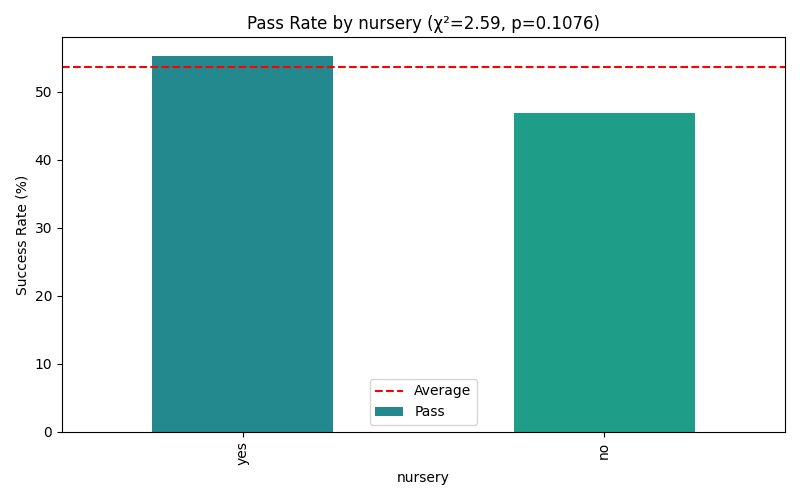 Pass Rate by nursery (χ²=2.59, p=0.1076)
Success Rate (%)
50
40
30
20
10
0
Average
Pass
yes
no
nursery